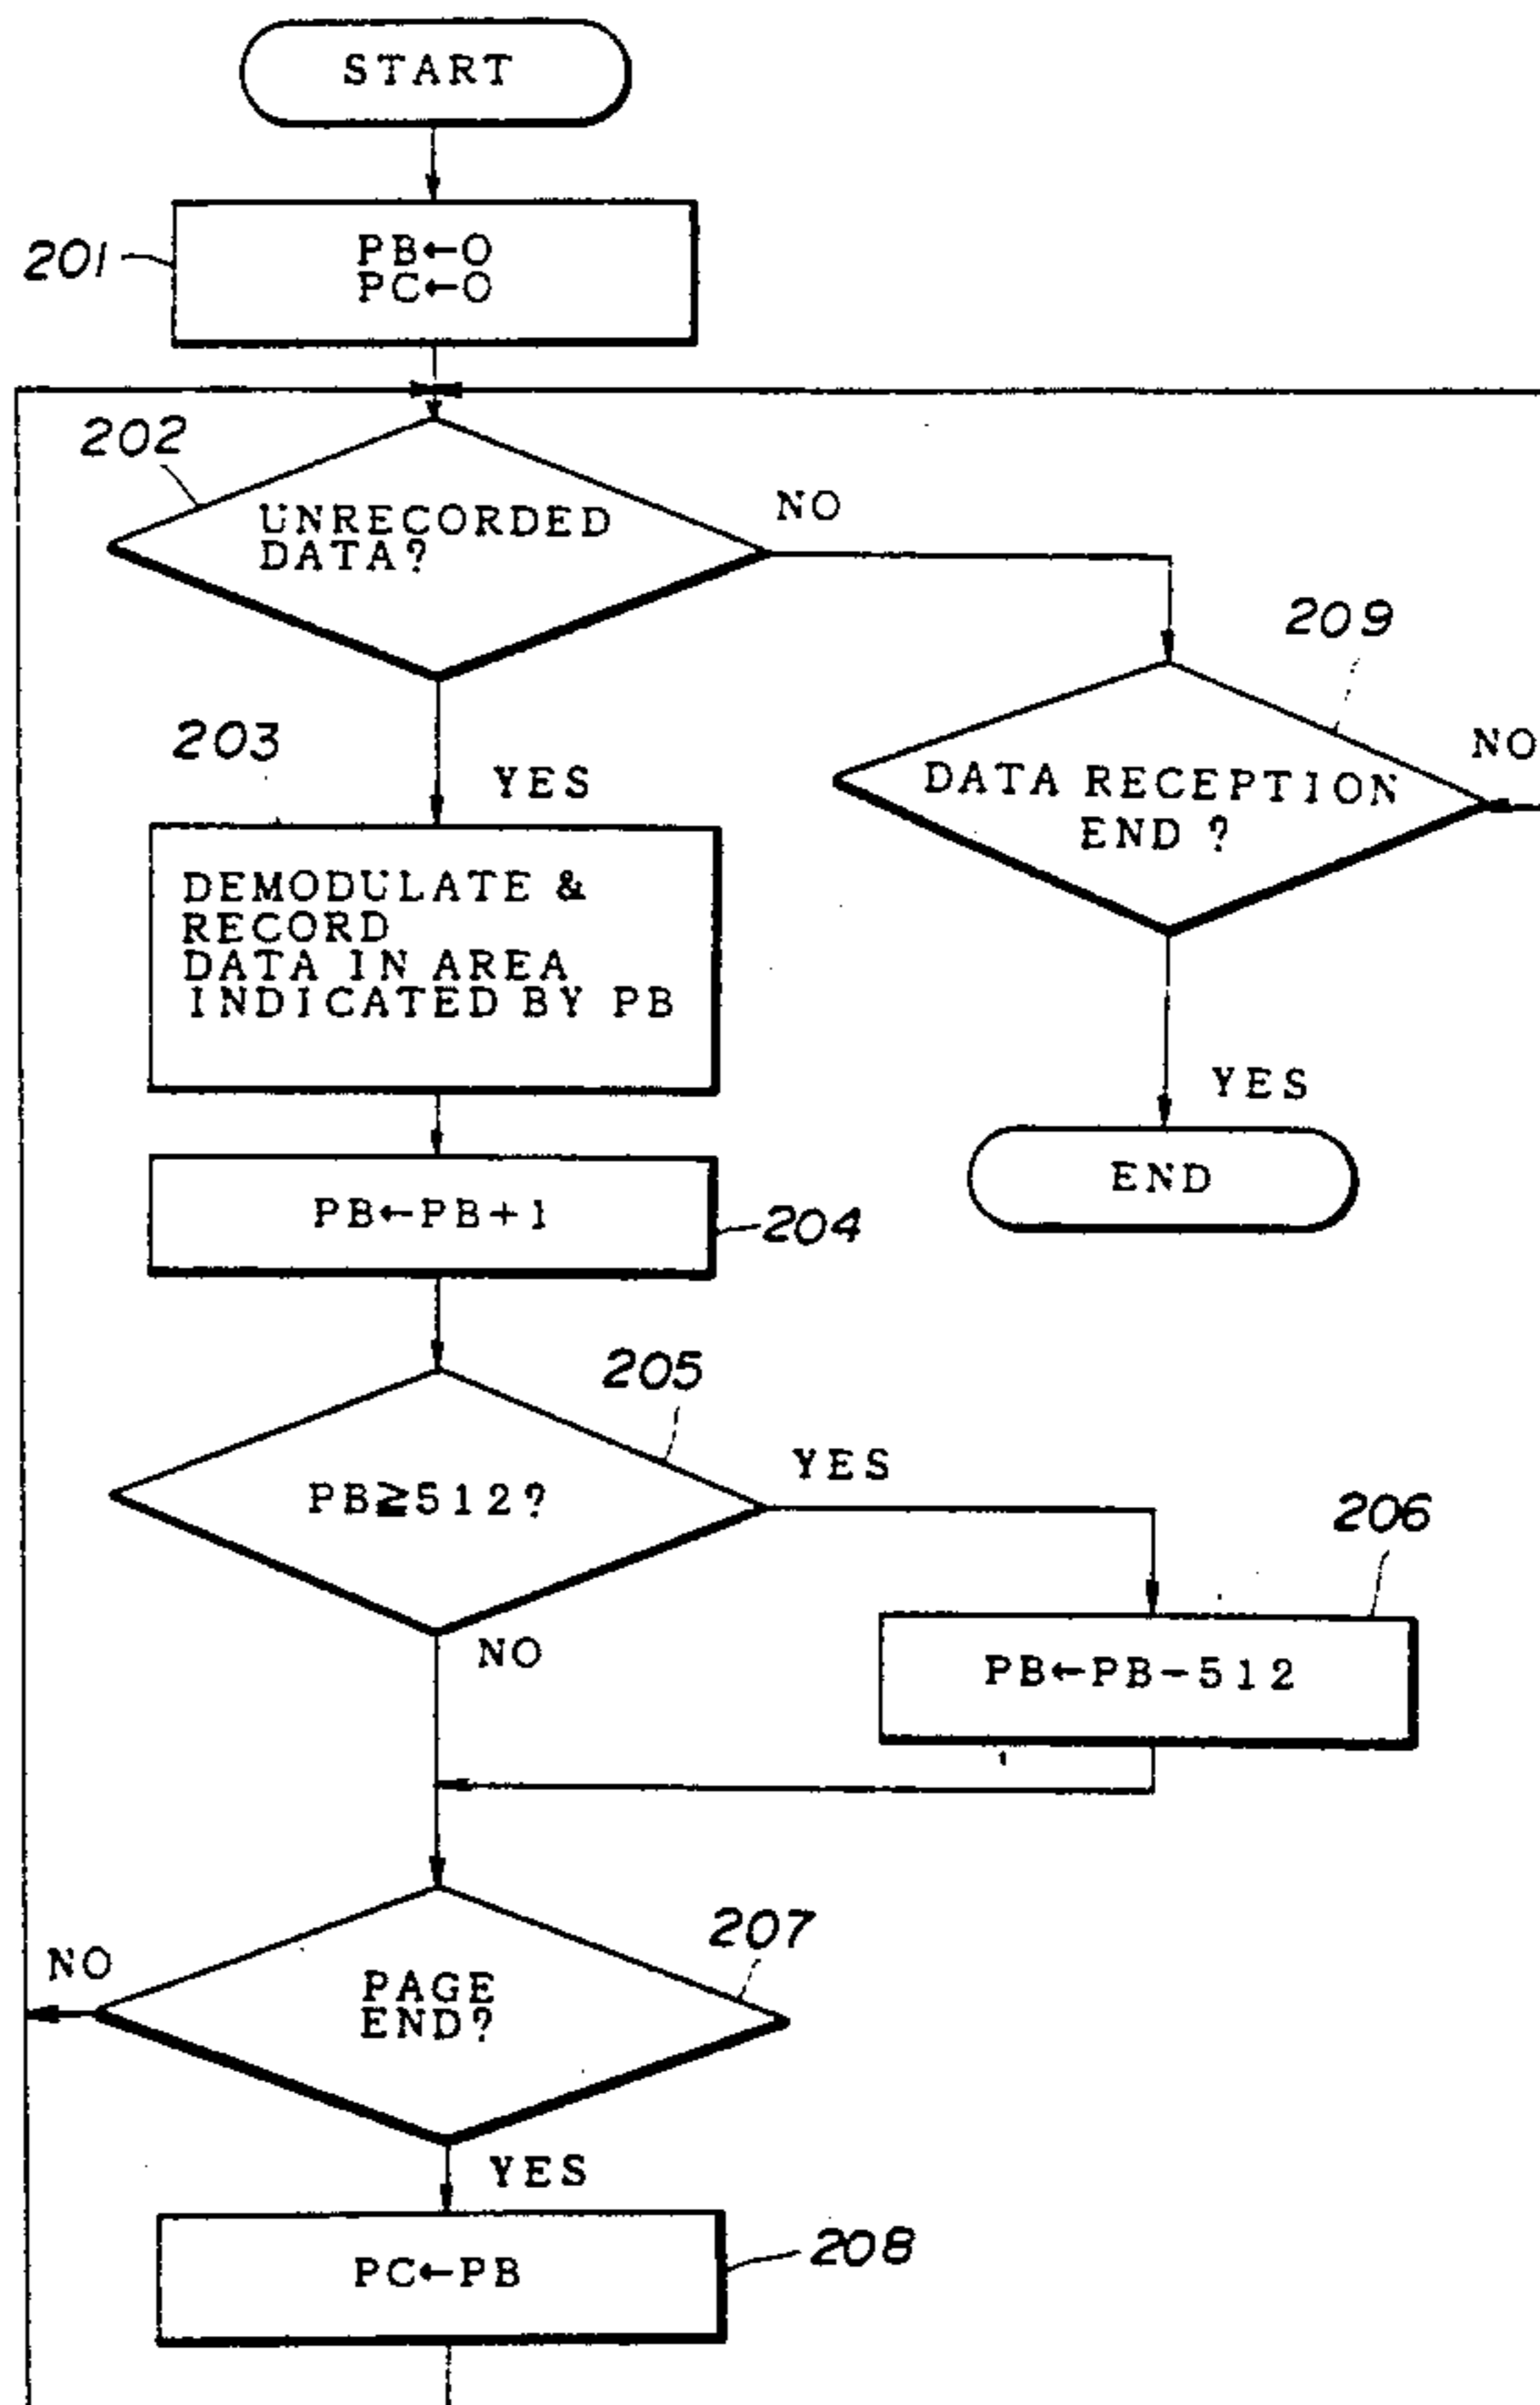 START
201
PB←0
PC←0
202
UNRECORDED
DATA?
NO
209
203
YES
DATA RECEPTION
END ?
NO
DEMODULATE &
RECORD
DATA IN AREA
INDICATED BY PB
YES
END
PB←PB+1
204
205
PB≧512?
YES
206
NO
PB←PB-512
207
NO
PAGE
END?
YES
PC←PB
208